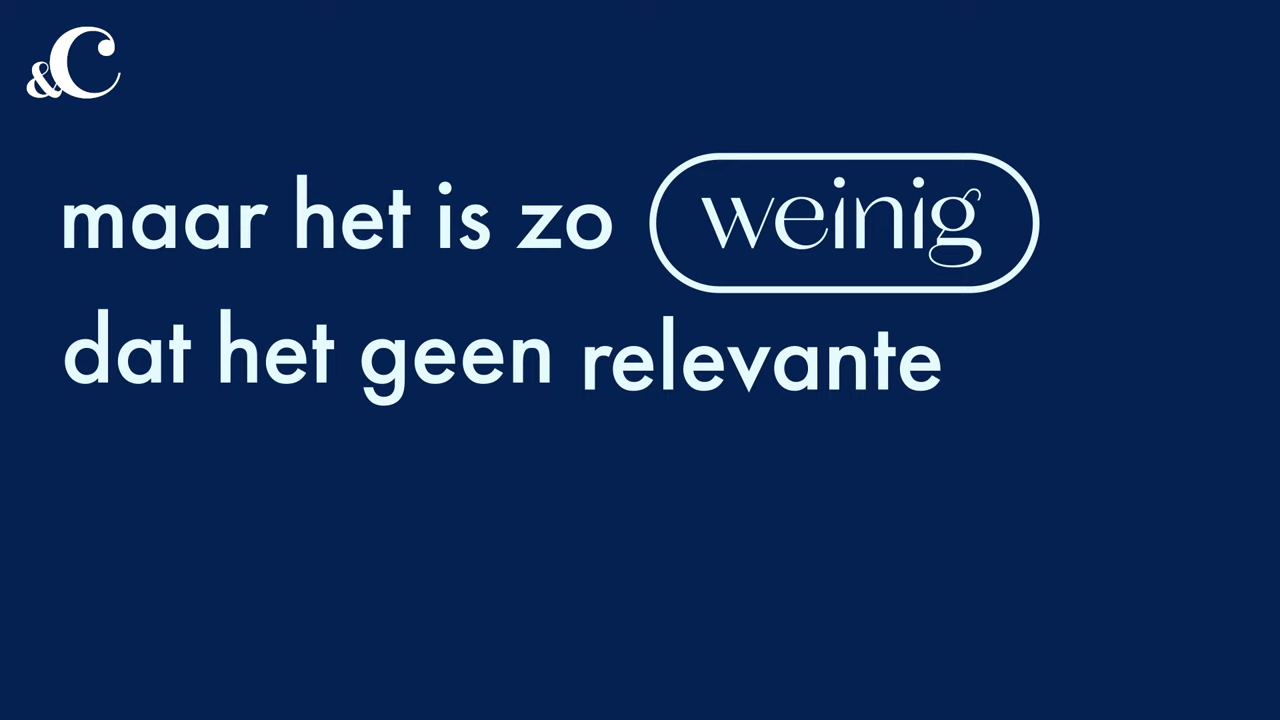 &C
maar het is zo weinig
dat het geen relevante